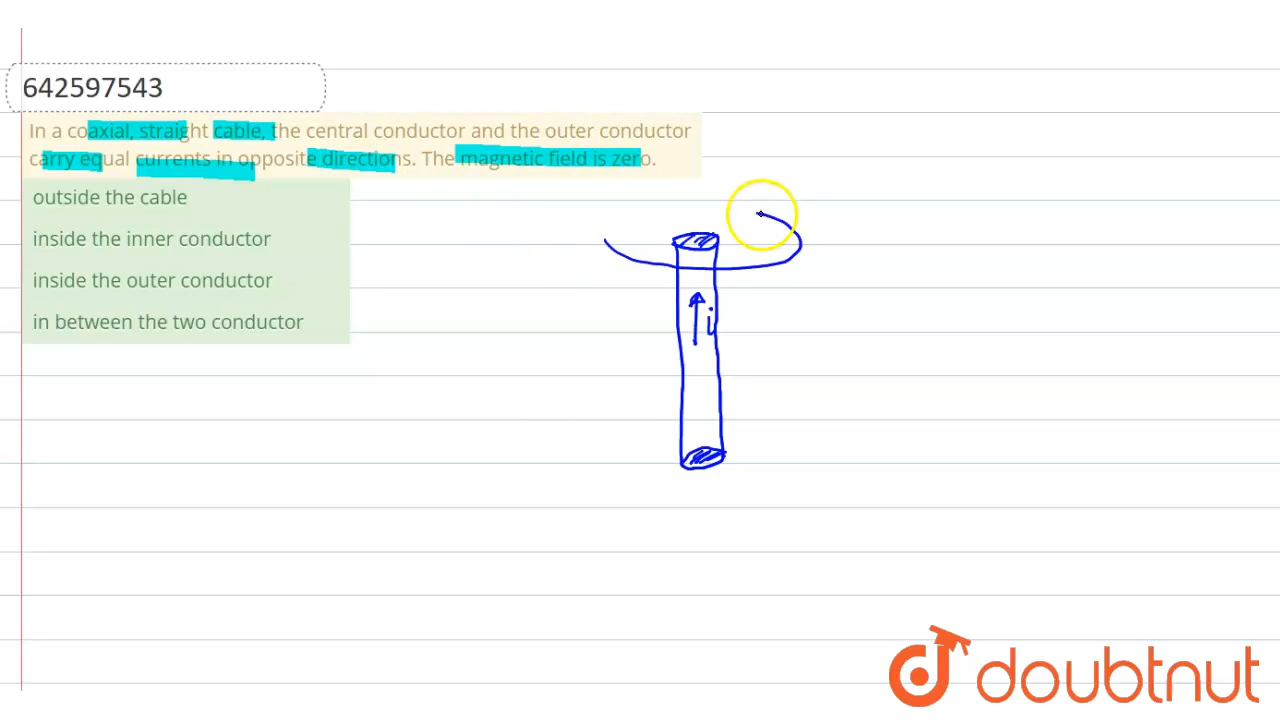 642597543
In a coaxial, straight cable, the central conductor and the outer conductor
carry equal currents in opposite directions. The magnetic field is zero.
outside the cable
inside the inner conductor
inside the outer conductor
in between the two conductor
i
doubtnut